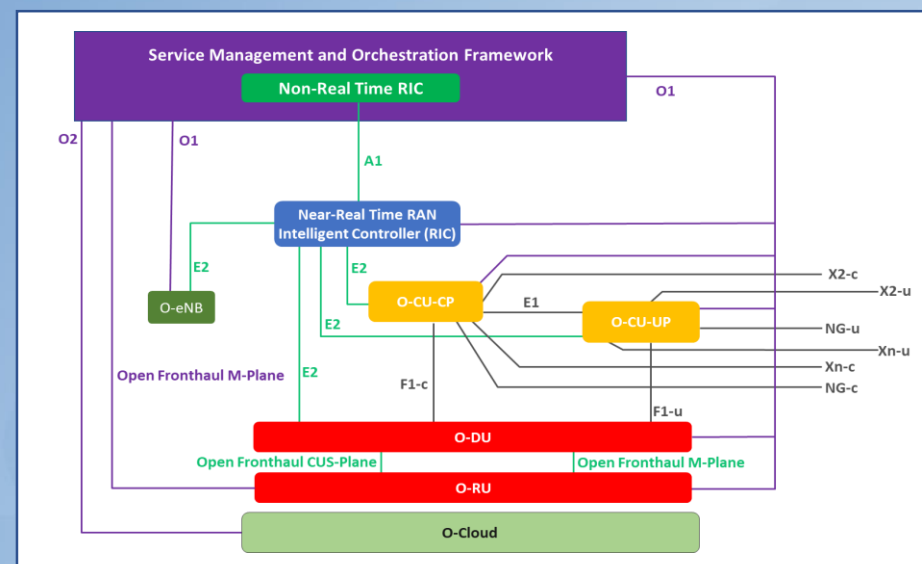 Service Management and Orchestration Framework
Non-Real Time RIC
O1
O2
O1
A1
Near-Real Time RAN
Intelligent Controller (RIC)
E2
E2
X2-c
X2-u
O-eNB
O-CU-CP
E1
O-CU-UP
E2
NG-u
Xn-u
Xn-c
Open Fronthaul M-Plane
E2
F1-c
NG-c
F1-u
O-DU
Open Fronthaul CUS-Plane
Open Fronthaul M-Plane
O-RU
O-Cloud